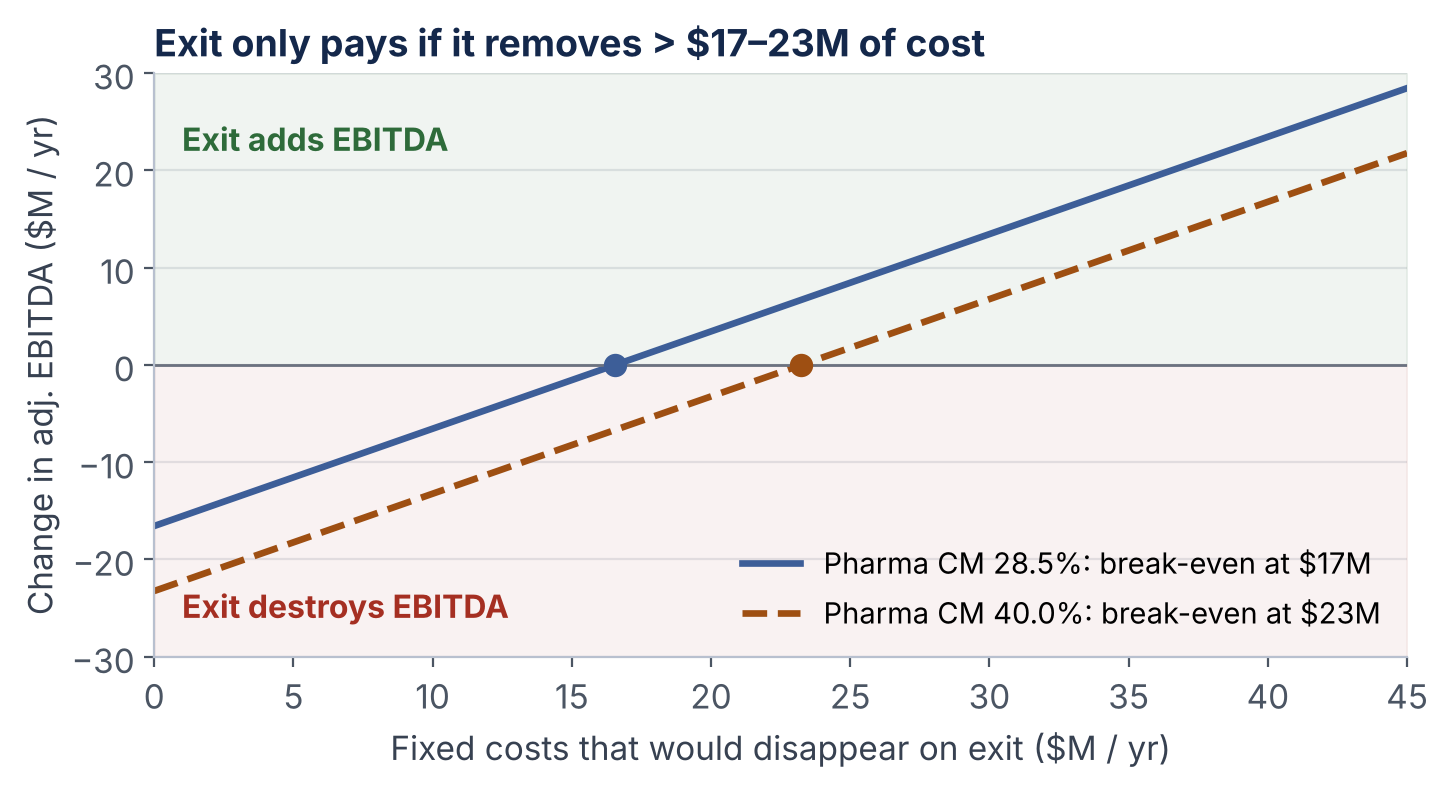 Exit only pays if it removes > $17–23M of cost
Change in adj. EBITDA ($M / yr)
30
20
10
0
−10
−20
−30
Exit adds EBITDA
Exit destroys EBITDA
Pharma CM 28.5%: break-even at $17M
Pharma CM 40.0%: break-even at $23M
0 5 10 15 20 25 30 35 40 45
Fixed costs that would disappear on exit ($M / yr)